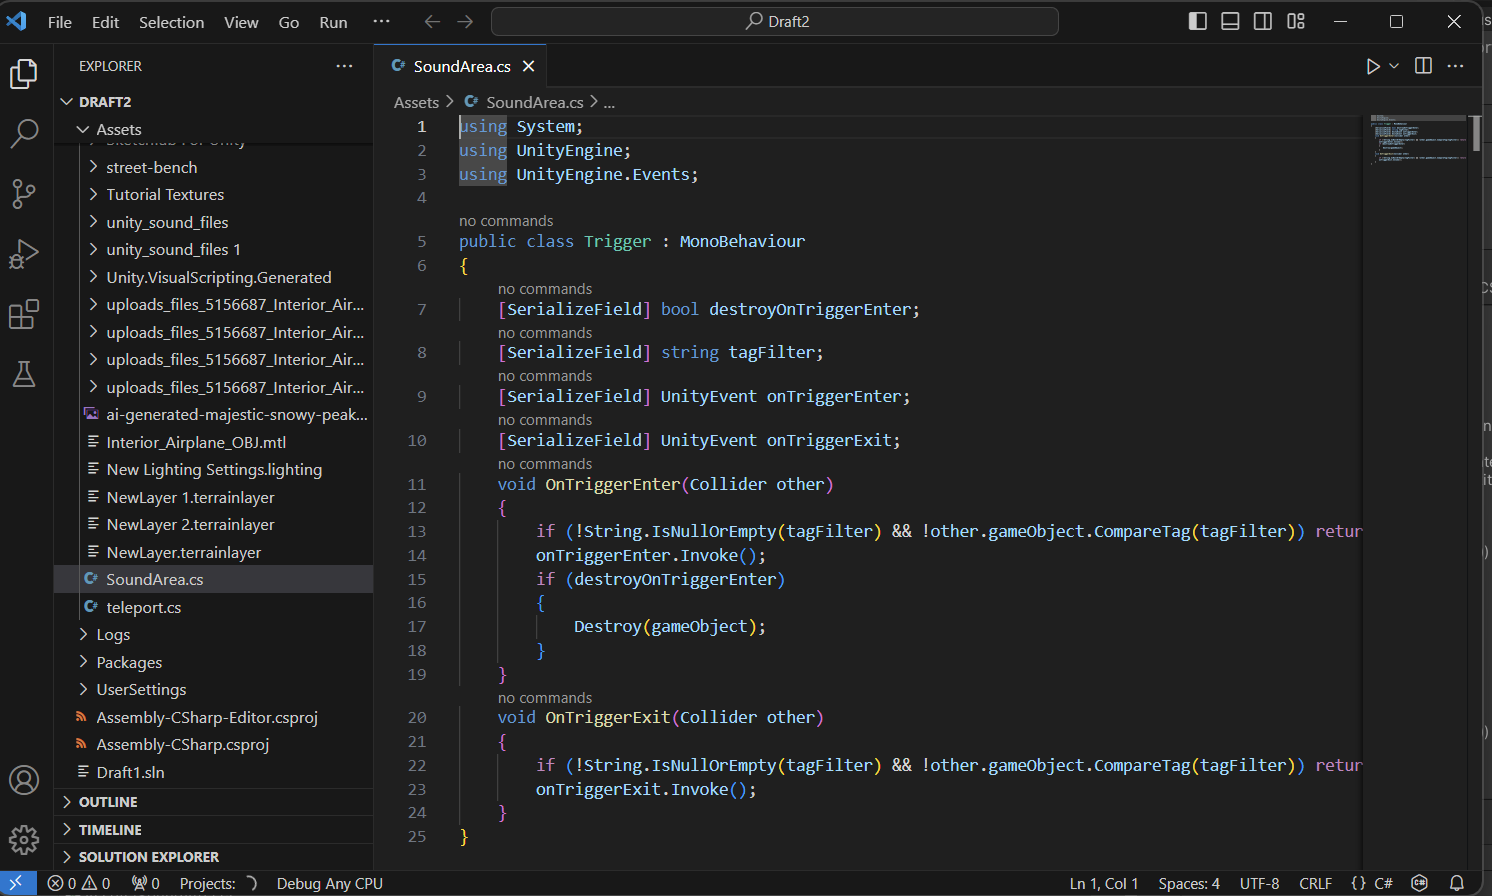 File Edit Selection View Go Run ··· Draft2
EXPLORER ···
DRAFT2
Assets
Sketchfab For Unity
street-bench
Tutorial Textures
unity_sound_files
unity_sound_files 1
Unity.VisualScripting.Generated
uploads_files_5156687_Interior_Air...
uploads_files_5156687_Interior_Air...
uploads_files_5156687_Interior_Air...
uploads_files_5156687_Interior_Air...
ai-generated-majestic-snowy-peak...
Interior_Airplane_OBJ.mtl
New Lighting Settings.lighting
NewLayer 1.terrainlayer
NewLayer 2.terrainlayer
NewLayer.terrainlayer
C# SoundArea.cs
C# teleport.cs
Logs
Packages
UserSettings
Assembly-CSharp-Editor.csproj
Assembly-CSharp.csproj
Draft1.sln
OUTLINE
TIMELINE
SOLUTION EXPLORER
C# SoundArea.cs
Assets > C# SoundArea.cs > ...
1 using System;
2 using UnityEngine;
3 using UnityEngine.Events;
4
no commands
5 public class Trigger : MonoBehaviour
6 {
no commands
7 [SerializeField] bool destroyOnTriggerEnter;
no commands
8 [SerializeField] string tagFilter;
no commands
9 [SerializeField] UnityEvent onTriggerEnter;
no commands
10 [SerializeField] UnityEvent onTriggerExit;
no commands
11 void OnTriggerEnter(Collider other)
12 {
13 if (!String.IsNullOrEmpty(tagFilter) && !other.gameObject.CompareTag(tagFilter)) retur
14 onTriggerEnter.Invoke();
15 if (destroyOnTriggerEnter)
16 {
17 Destroy(gameObject);
18 }
19 }
no commands
20 void OnTriggerExit(Collider other)
21 {
22 if (!String.IsNullOrEmpty(tagFilter) && !other.gameObject.CompareTag(tagFilter)) retur
23 onTriggerExit.Invoke();
24 }
25 }
0 0 0 Projects: Debug Any CPU Ln 1, Col 1 Spaces: 4 UTF-8 CRLF {} C#